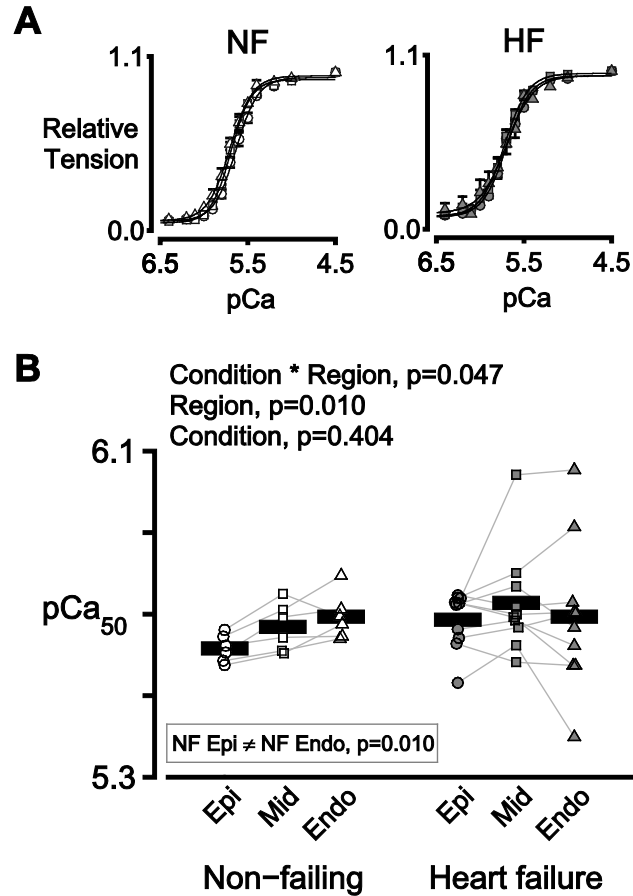 A
NF
HF
1.1
1.1
Relative
Tension
0.0
0.0
6.5
5.5
4.5
6.5
5.5
4.5
pCa
pCa
B
Condition * Region, p=0.047
Region, p=0.010
Condition, p=0.404
6.1
pCa50
NF Epi ≠ NF Endo, p=0.010
5.3
Epi
Mid
Endo
Epi
Mid
Endo
Non-failing
Heart failure